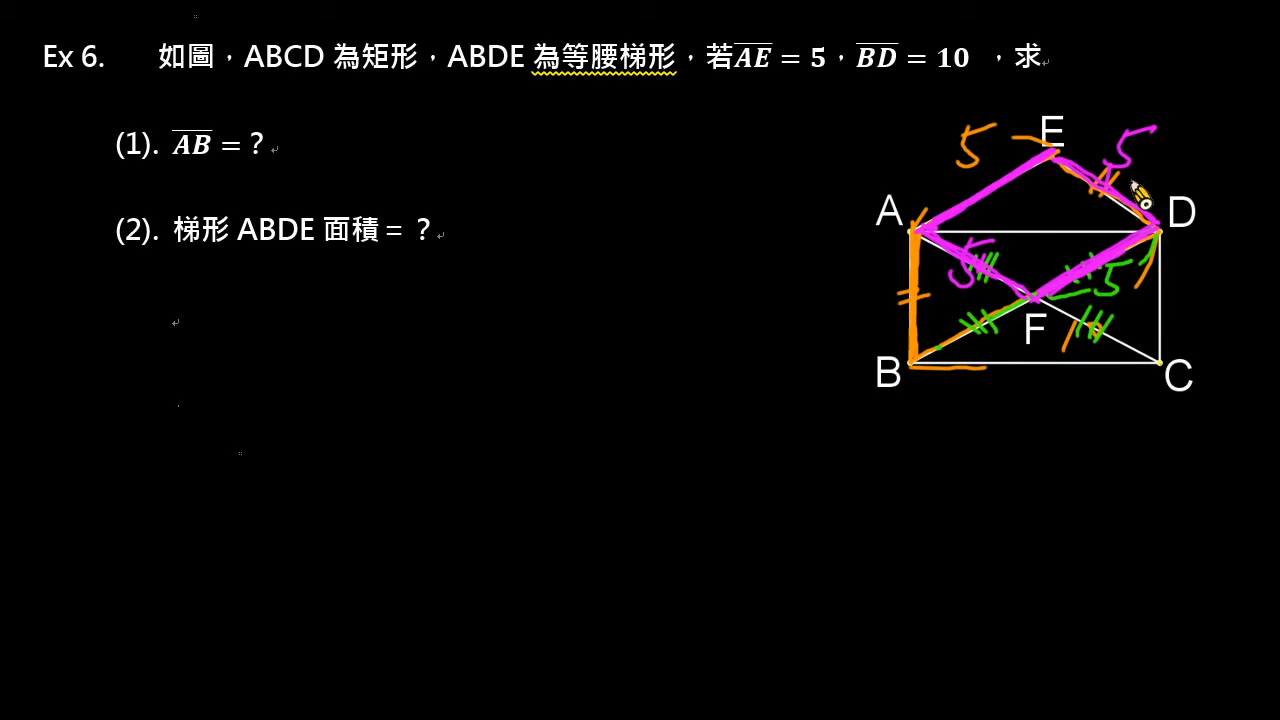 Ex 6. 如圖，ABCD 為矩形，ABDE 為等腰梯形，若AE = 5，BD = 10 ，求
(1). AB = ?
(2). 梯形 ABDE 面積 = ?
E
5
5
A
D
5
5
F
10
B
C